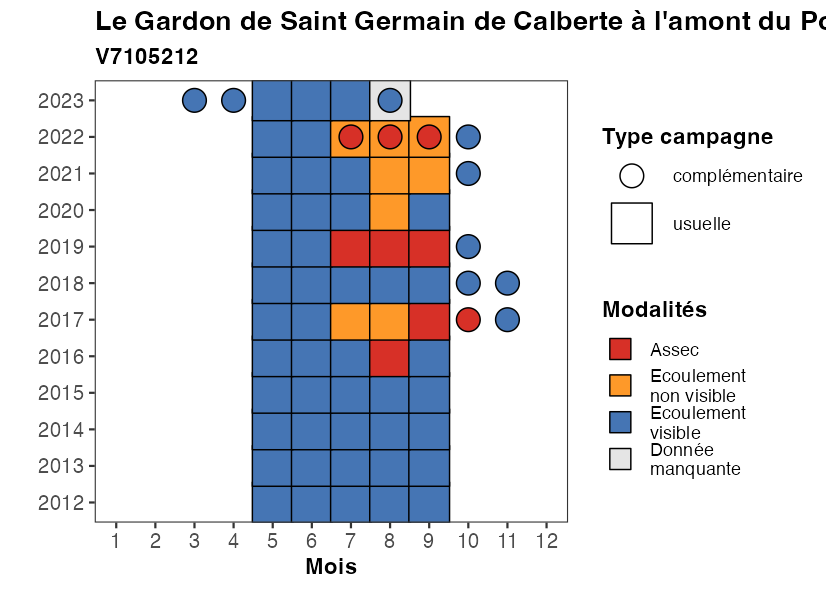 Le Gardon de Saint Germain de Calberte à l'amont du
V7105212
2023
2022
2021
2020
2019
2018
2017
2016
2015
2014
2013
2012
1 2 3 4 5 6 7 8 9 10 11 12
Mois
Type campagne
complémentaire
usuelle
Modalités
Assec
Ecoulement
non visible
Ecoulement
visible
Donnée
manquante